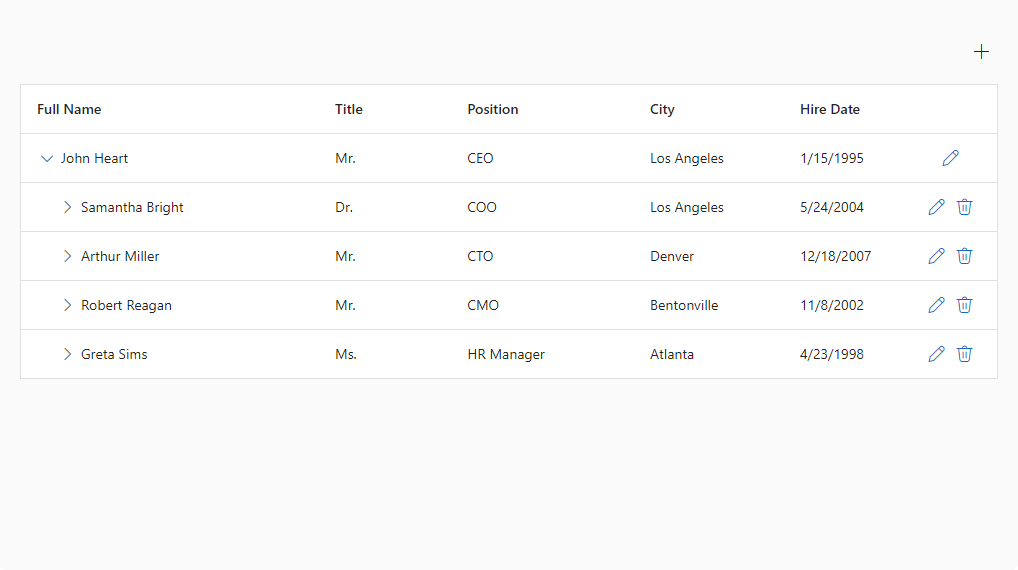 Full Name Title Position City Hire Date
John Heart Mr. CEO Los Angeles 1/15/1995
Samantha Bright Dr. COO Los Angeles 5/24/2004
Arthur Miller Mr. CTO Denver 12/18/2007
Robert Reagan Mr. CMO Bentonville 11/8/2002
Greta Sims Ms. HR Manager Atlanta 4/23/1998